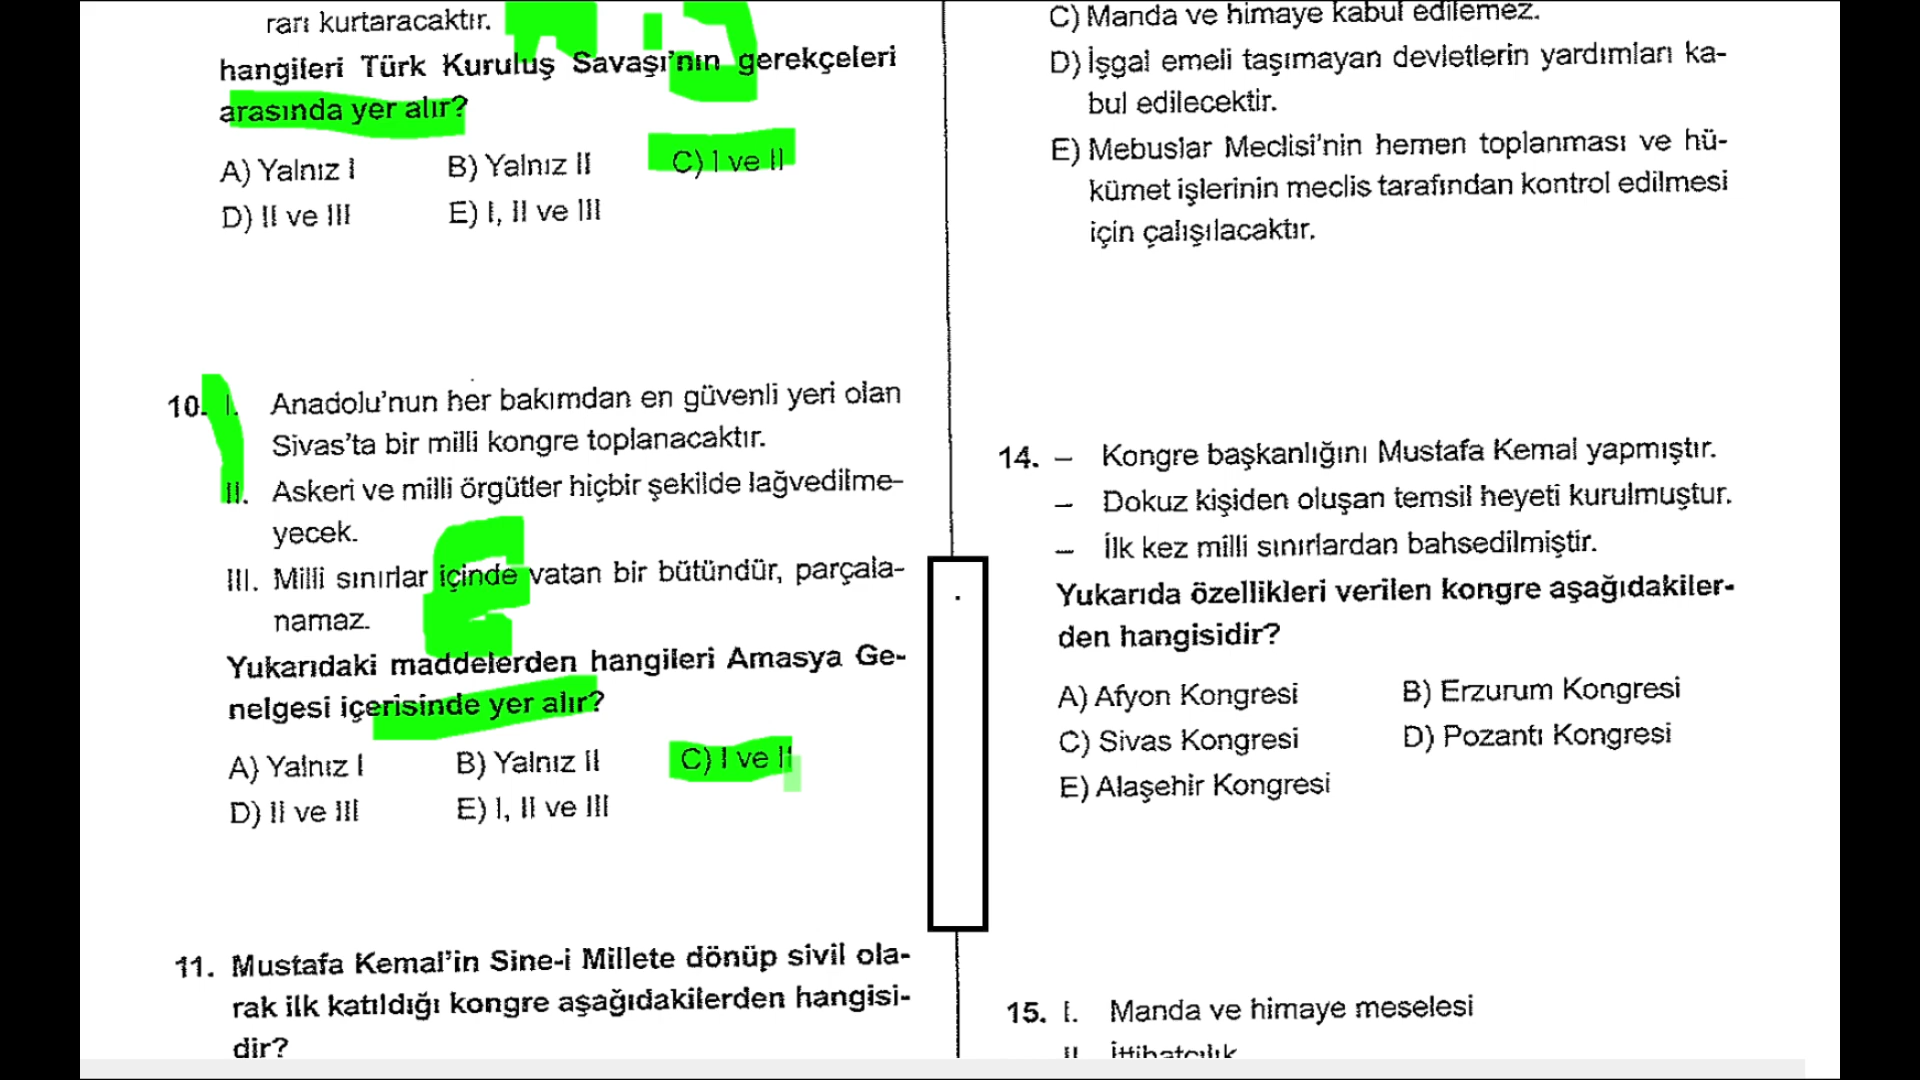 rarı kurtaracaktır.
hangileri Türk Kuruluş Savaşı'nın gerekçeleri
arasında yer alır?
A) Yalnız I
B) Yalnız II
C) I ve II
D) II ve III
E) I, II ve III
10. I. Anadolu'nun her bakımdan en güvenli yeri olan
Sivas'ta bir milli kongre toplanacaktır.
II. Askeri ve milli örgütler hiçbir şekilde lağvedilme-
yecek.
III. Milli sınırlar içinde vatan bir bütündür, parçala-
namaz.
Yukarıdaki maddelerden hangileri Amasya Ge-
nelgesi içerisinde yer alır?
A) Yalnız I
B) Yalnız II
C) I ve II
D) II ve III
E) I, II ve III
11. Mustafa Kemal'in Sine-i Millete dönüp sivil ola-
rak ilk katıldığı kongre aşağıdakilerden hangisi-
dir?
C) Manda ve himaye kabul edilemez.
D) İşgal emeli taşımayan devletlerin yardımları ka-
bul edilecektir.
E) Mebuslar Meclisi'nin hemen toplanması ve hü-
kümet işlerinin meclis tarafından kontrol edilmesi
için çalışılacaktır.
14. – Kongre başkanlığını Mustafa Kemal yapmıştır.
– Dokuz kişiden oluşan temsil heyeti kurulmuştur.
– İlk kez milli sınırlardan bahsedilmiştir.
Yukarıda özellikleri verilen kongre aşağıdakiler-
den hangisidir?
A) Afyon Kongresi
B) Erzurum Kongresi
C) Sivas Kongresi
D) Pozantı Kongresi
E) Alaşehir Kongresi
15. I. Manda ve himaye meselesi
II. İttihatcılık